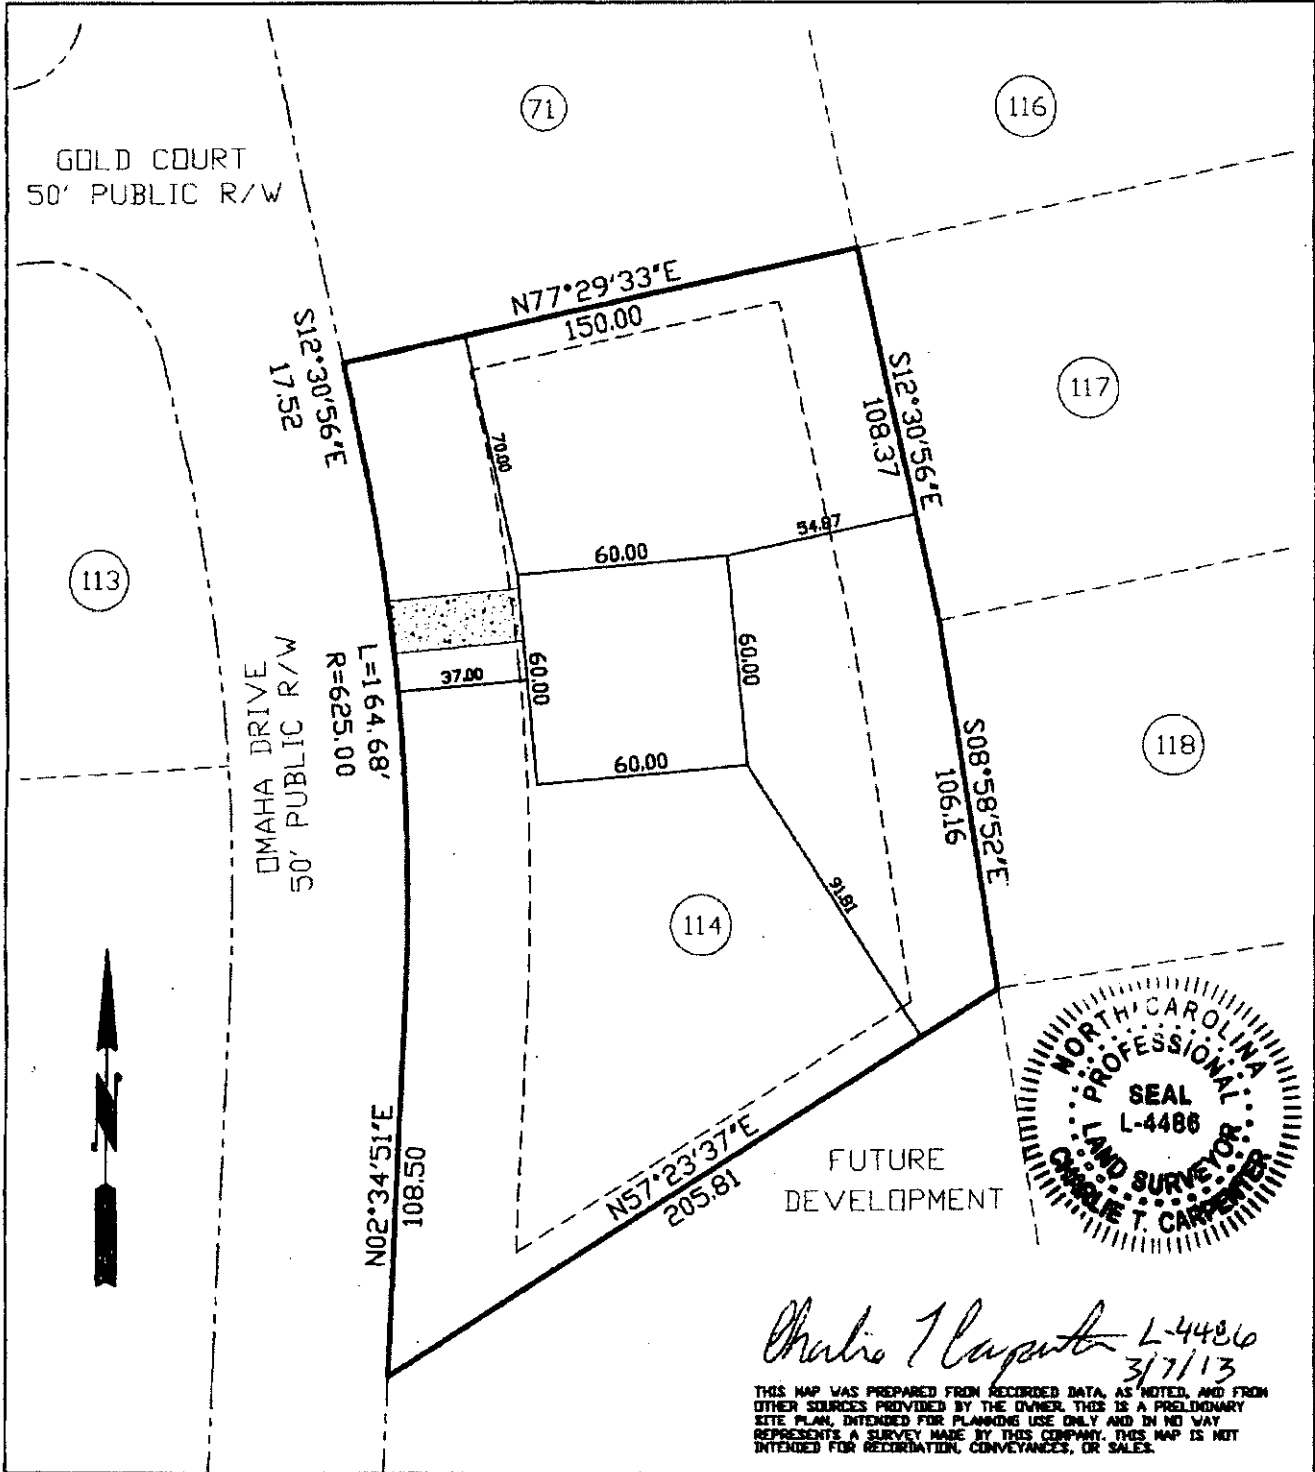 71
116
GOLD COURT
50' PUBLIC R/W
N77°29'33"E
150.00
S12°30'56"E
17.52
S12°30'56"E
108.37
117
70.00
54.87
60.00
113
60.00
60.00
37.00
L=164.68'
R=625.00
OMAHA DRIVE
50' PUBLIC R/W
60.00
118
S08°58'52"E
106.16
91.81
114
N02°34'51"E
108.50
N57°23'37"E
205.81
FUTURE
DEVELOPMENT
N
NORTH CAROLINA
PROFESSIONAL
SEAL
L-4486
LAND SURVEYOR
CHARLIE T. CARPENTER
Charlie T Carpenter L-4486
3/7/13
THIS MAP WAS PREPARED FROM RECORDED DATA, AS NOTED, AND FROM
OTHER SOURCES PROVIDED BY THE OWNER. THIS IS A PRELIMINARY
SITE PLAN, INTENDED FOR PLANNING USE ONLY AND IN NO WAY
REPRESENTS A SURVEY MADE BY THIS COMPANY. THIS MAP IS NOT
INTENDED FOR RECORDATION, CONVEYANCES, OR SALES.